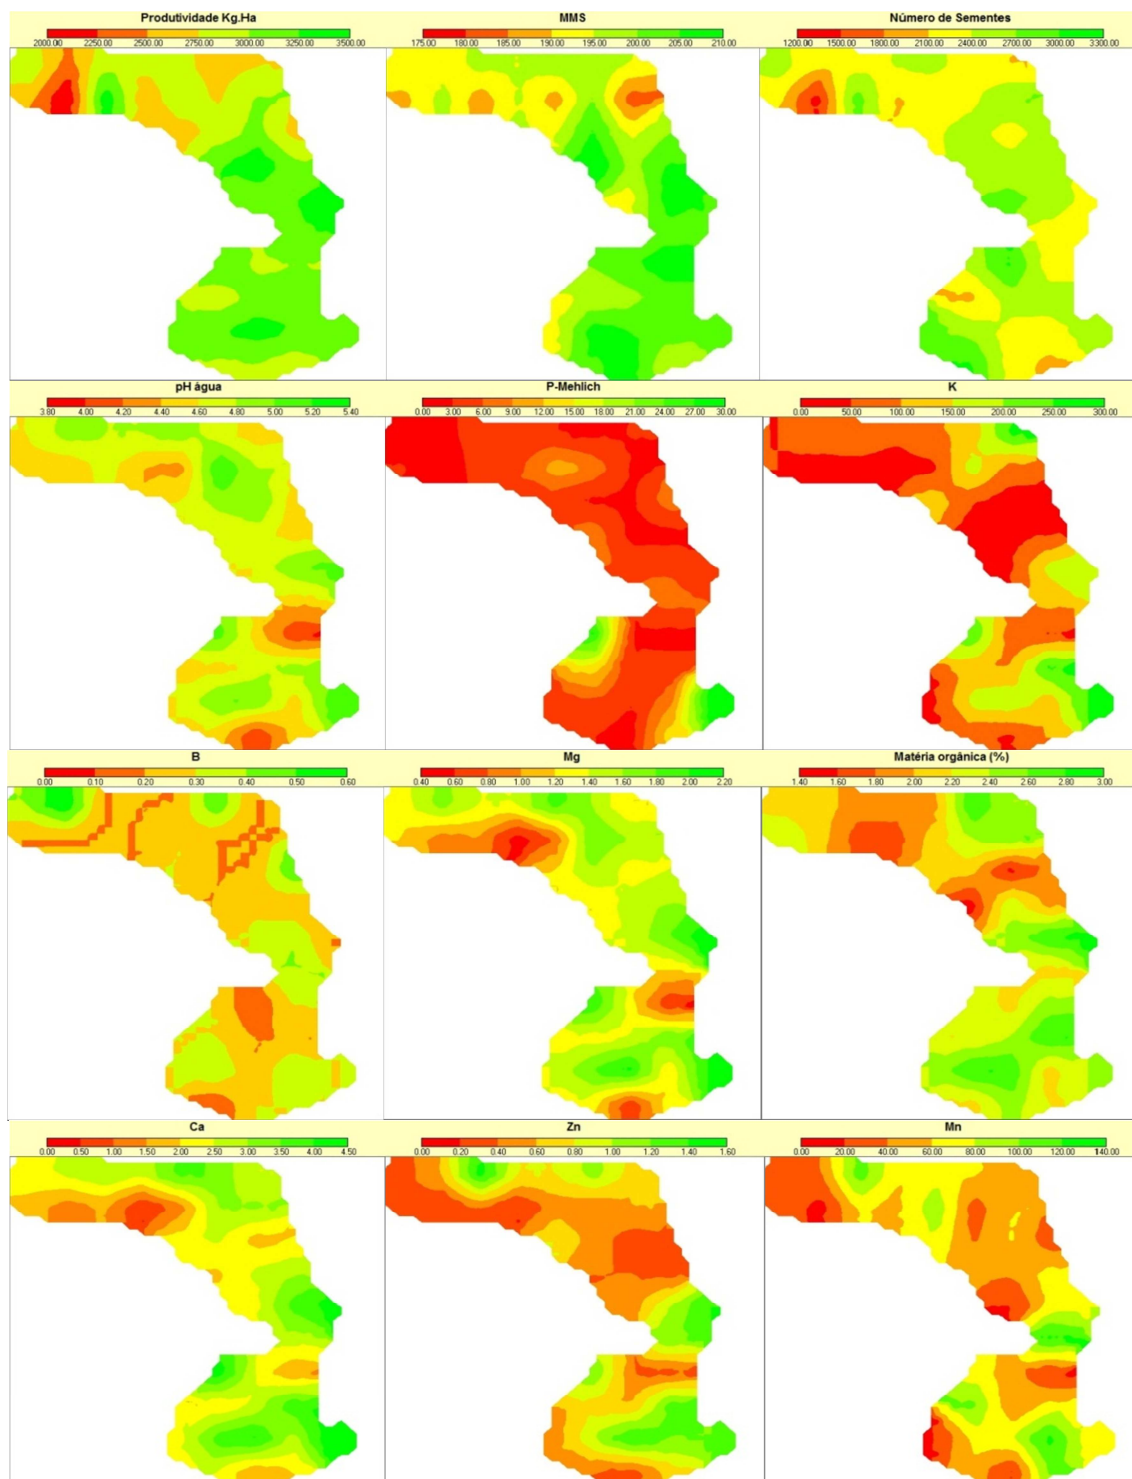 Produtividade Kg.Ha
2000.00 2250.00 2500.00 2750.00 3000.00 3250.00 3500.00
MMS
175.00 180.00 185.00 190.00 195.00 200.00 205.00 210.00
Número de Sementes
1200.00 1500.00 1800.00 2100.00 2400.00 2700.00 3000.00 3300.00
pH água
3.80 4.00 4.20 4.40 4.60 4.80 5.00 5.20 5.40
P-Mehlich
0.00 3.00 6.00 9.00 12.00 15.00 18.00 21.00 24.00 27.00 30.00
K
0.00 50.00 100.00 150.00 200.00 250.00 300.00
B
0.00 0.10 0.20 0.30 0.40 0.50 0.60
Mg
0.40 0.60 0.80 1.00 1.20 1.40 1.60 1.80 2.00 2.20
Matéria orgânica (%)
1.40 1.60 1.80 2.00 2.20 2.40 2.60 2.80 3.00
Ca
0.00 0.50 1.00 1.50 2.00 2.50 3.00 3.50 4.00 4.50
Zn
0.00 0.20 0.40 0.60 0.80 1.00 1.20 1.40 1.60
Mn
0.00 20.00 40.00 60.00 80.00 100.00 120.00 140.00